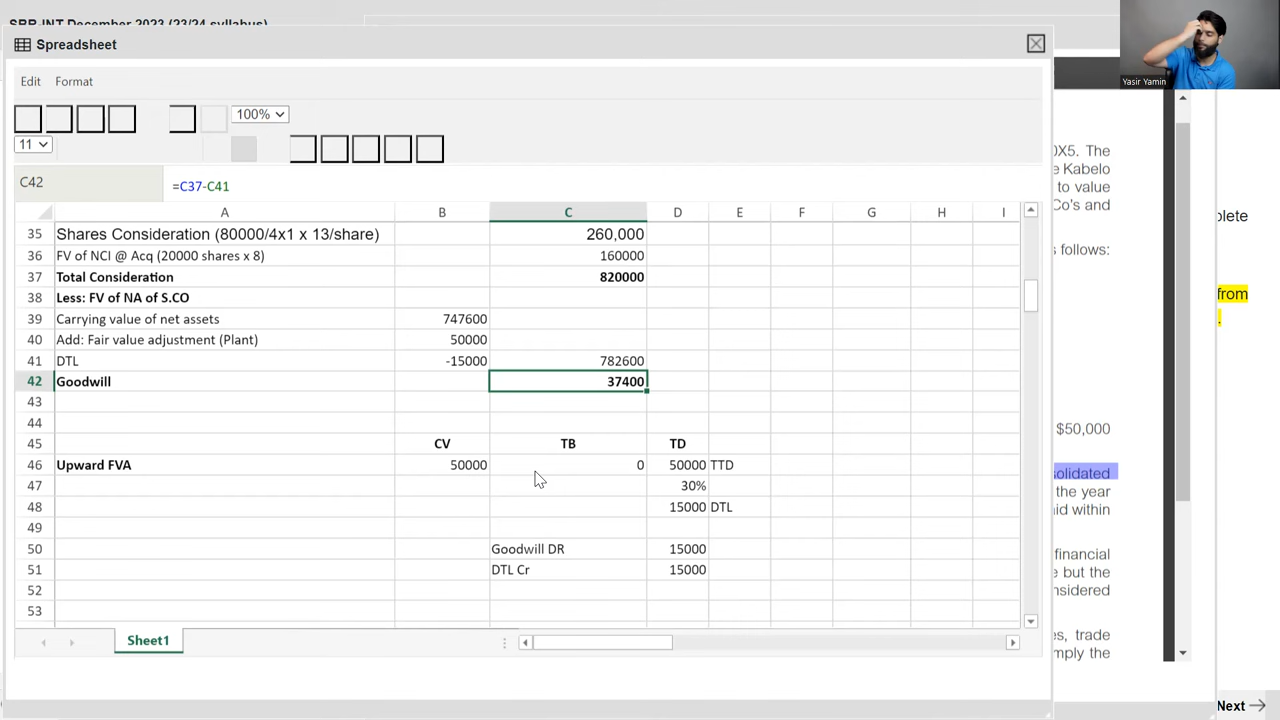 SBR-INT December 2023 (23/24 syllabus)
Spreadsheet
Yasir Yamin
Edit Format
100%
11
C42 =C37-C41
A B C D E F G H I
35 Shares Consideration (80000/4x1 x 13/share) 260,000
36 FV of NCI @ Acq (20000 shares x 8) 160000
37 Total Consideration 820000
38 Less: FV of NA of S.CO
39 Carrying value of net assets 747600
40 Add: Fair value adjustment (Plant) 50000
41 DTL -15000 782600
42 Goodwill 37400
43
44
45 CV TB TD
46 Upward FVA 50000 0 50000 TTD
47 30%
48 15000 DTL
49
50 Goodwill DR 15000
51 DTL Cr 15000
52
53
Sheet1
0X5. The
e Kabelo
to value
Co's and
s follows:
$50,000
solidated
the year
aid within
financial
e but the
nsidered
es, trade
mply the
plete
from
.
Next